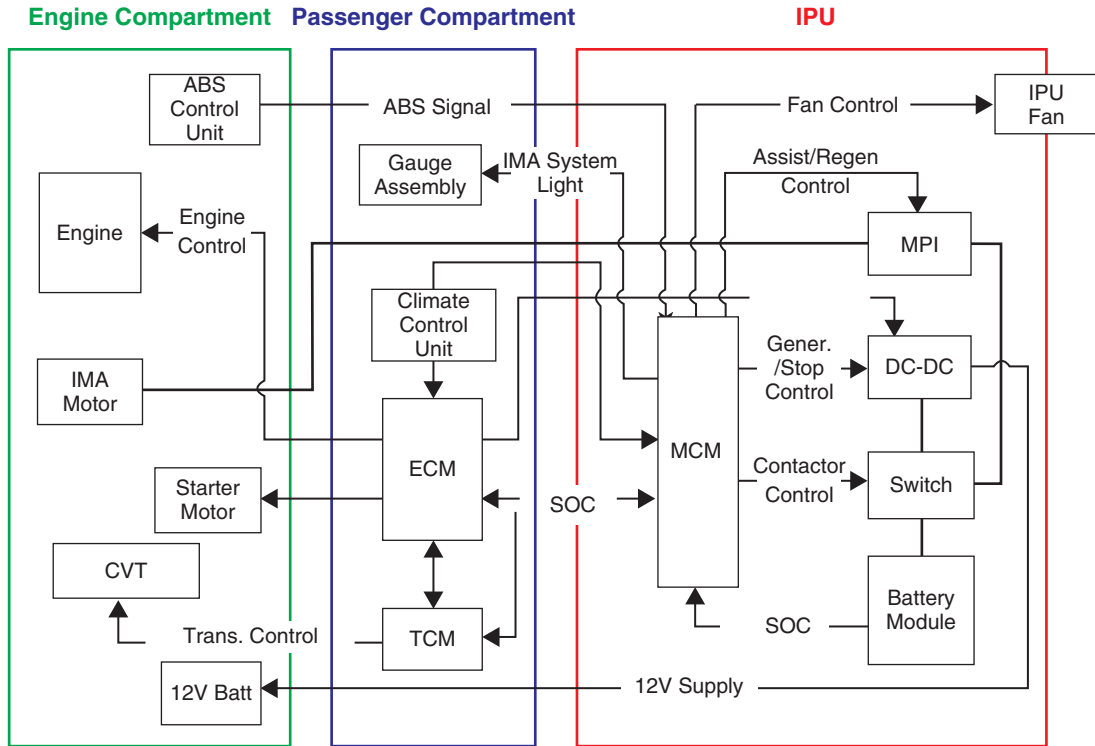 Engine Compartment
Passenger Compartment
IPU
ABS
Control
Unit
ABS Signal
Fan Control
IPU
Fan
Gauge
Assembly
IMA System
Light
Assist/Regen
Control
Engine
Engine
Control
MPI
Climate
Control
Unit
IMA
Motor
Gener.
/Stop
Control
DC-DC
ECM
MCM
Contactor
Control
Switch
Starter
Motor
SOC
CVT
Battery
Module
Trans. Control
TCM
SOC
12V Batt
12V Supply